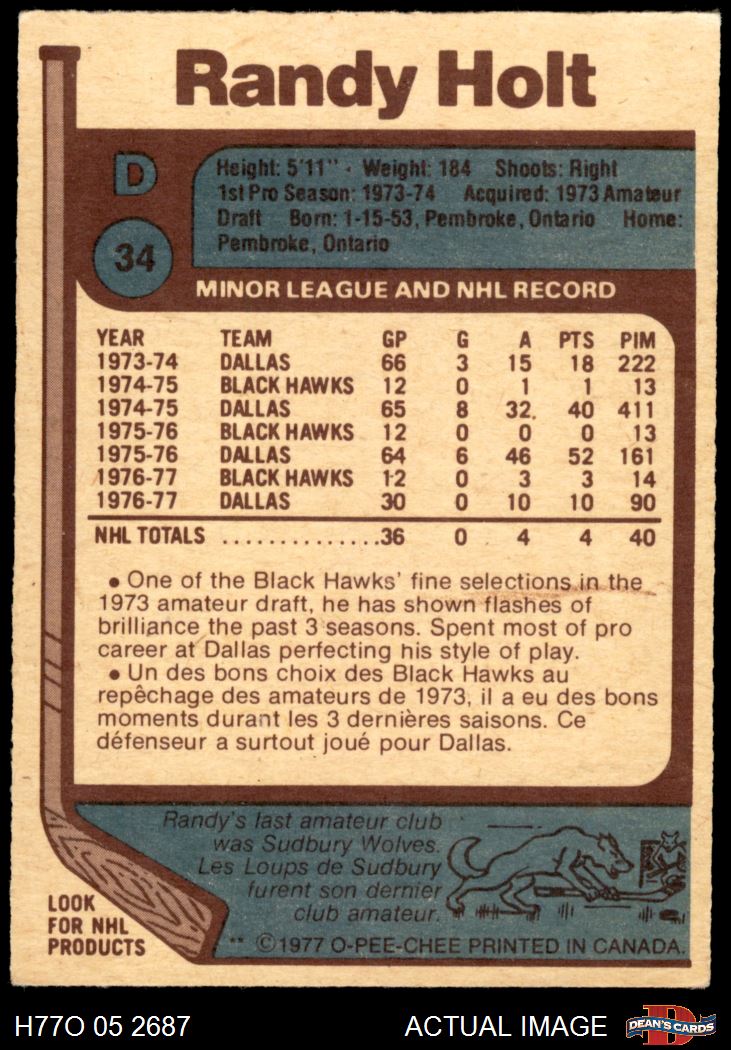 Randy Holt
D
34
Height: 5'11" - Weight: 184 Shoots: Right
1st Pro Season: 1973-74 Acquired: 1973 Amateur
Draft Born: 1-15-53, Pembroke, Ontario Home:
Pembroke, Ontario
MINOR LEAGUE AND NHL RECORD
YEAR TEAM GP G A PTS PIM
1973-74 DALLAS 66 3 15 18 222
1974-75 BLACK HAWKS 12 0 1 1 13
1974-75 DALLAS 65 8 32 40 411
1975-76 BLACK HAWKS 12 0 0 0 13
1975-76 DALLAS 64 6 46 52 161
1976-77 BLACK HAWKS 12 0 3 3 14
1976-77 DALLAS 30 0 10 10 90
NHL TOTALS ..............36 0 4 4 40
• One of the Black Hawks' fine selections in the
1973 amateur draft, he has shown flashes of
brilliance the past 3 seasons. Spent most of pro
career at Dallas perfecting his style of play.
• Un des bons choix des Black Hawks au
repêchage des amateurs de 1973, il a eu des bons
moments durant les 3 dernières saisons. Ce
défenseur a surtout joué pour Dallas.
Randy's last amateur club
was Sudbury Wolves.
Les Loups de Sudbury
furent son dernier
club amateur.
LOOK
FOR NHL
PRODUCTS
** ©1977 O-PEE-CHEE PRINTED IN CANADA.
H77O 05 2687 ACTUAL IMAGE
DEAN'S CARDS